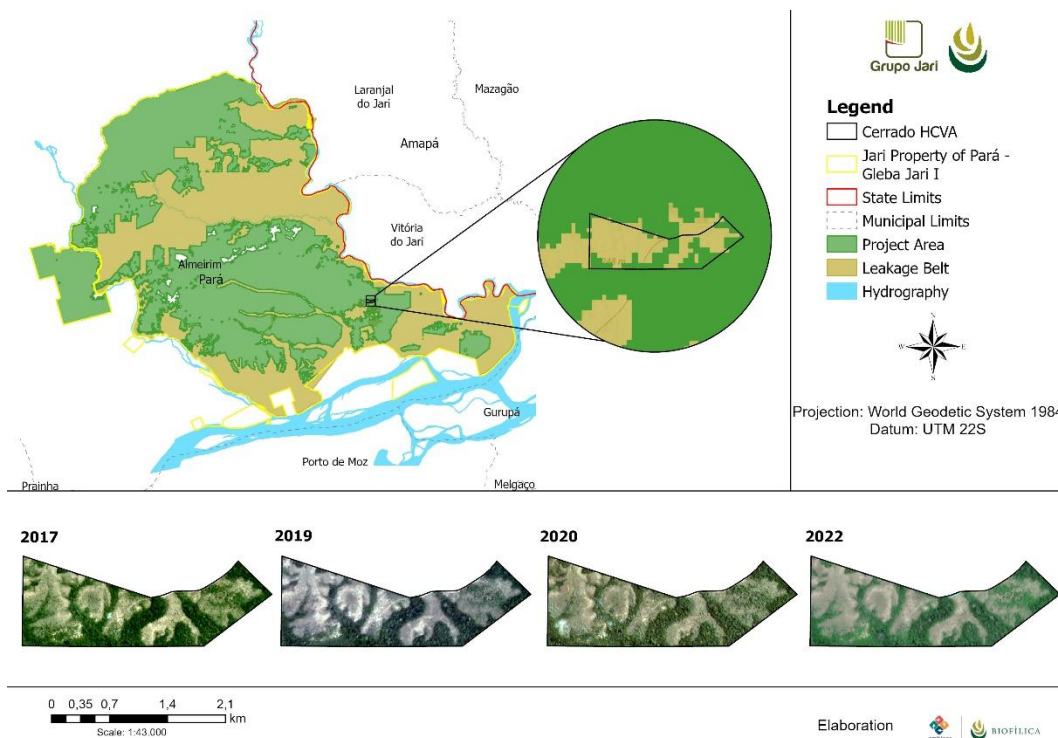 Laranjal
do Jari
Mazagão
Amapá
Vitória
do Jari
Almeirim
Pará
Gurupá
Porto de Moz
Prainha
Melgaço
Grupo Jari
Legend
Cerrado HCVA
Jari Property of Pará -
Gleba Jari I
State Limits
Municipal Limits
Project Area
Leakage Belt
Hydrography
N
W
E
S
Projection: World Geodetic System 1984
Datum: UTM 22S
2017
2019
2020
2022
0 0,35 0,7 1,4 2,1
km
Scale: 1:43.000
Elaboration
BIOFÍLICA